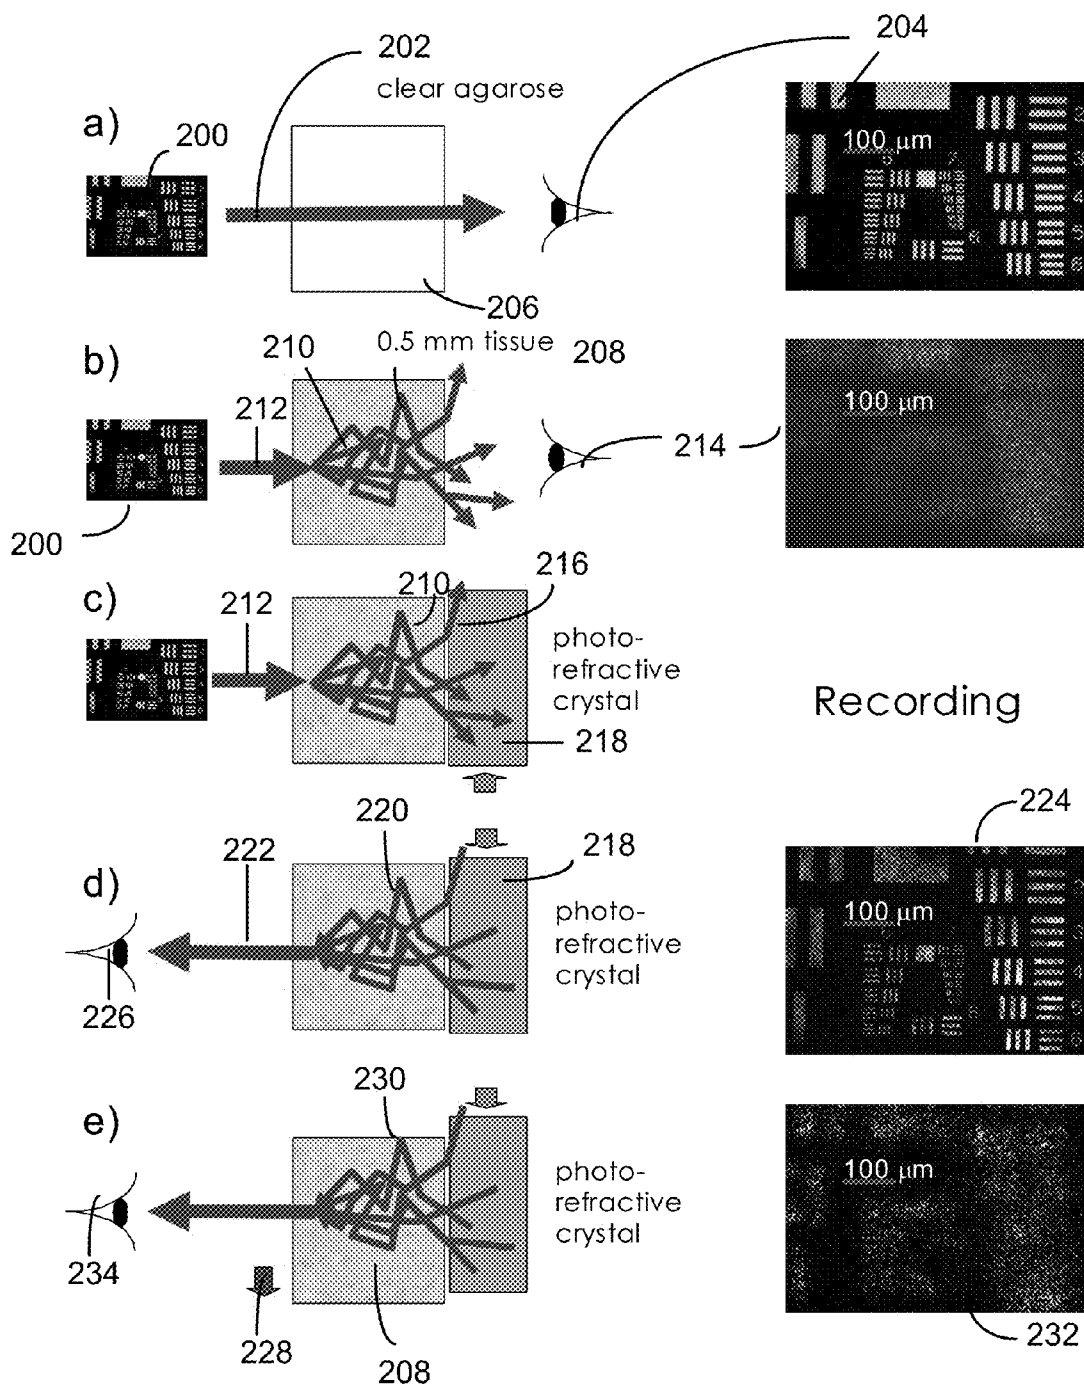 202
204
clear agarose
a)
200
100 µm
206
0.5 mm tissue
208
b)
210
212
100 µm
214
200
c)
210
216
212
photo-
refractive
crystal
Recording
218
220
224
222
218
d)
photo-
refractive
crystal
100 µm
226
230
e)
photo-
refractive
crystal
100 µm
234
228
208
232